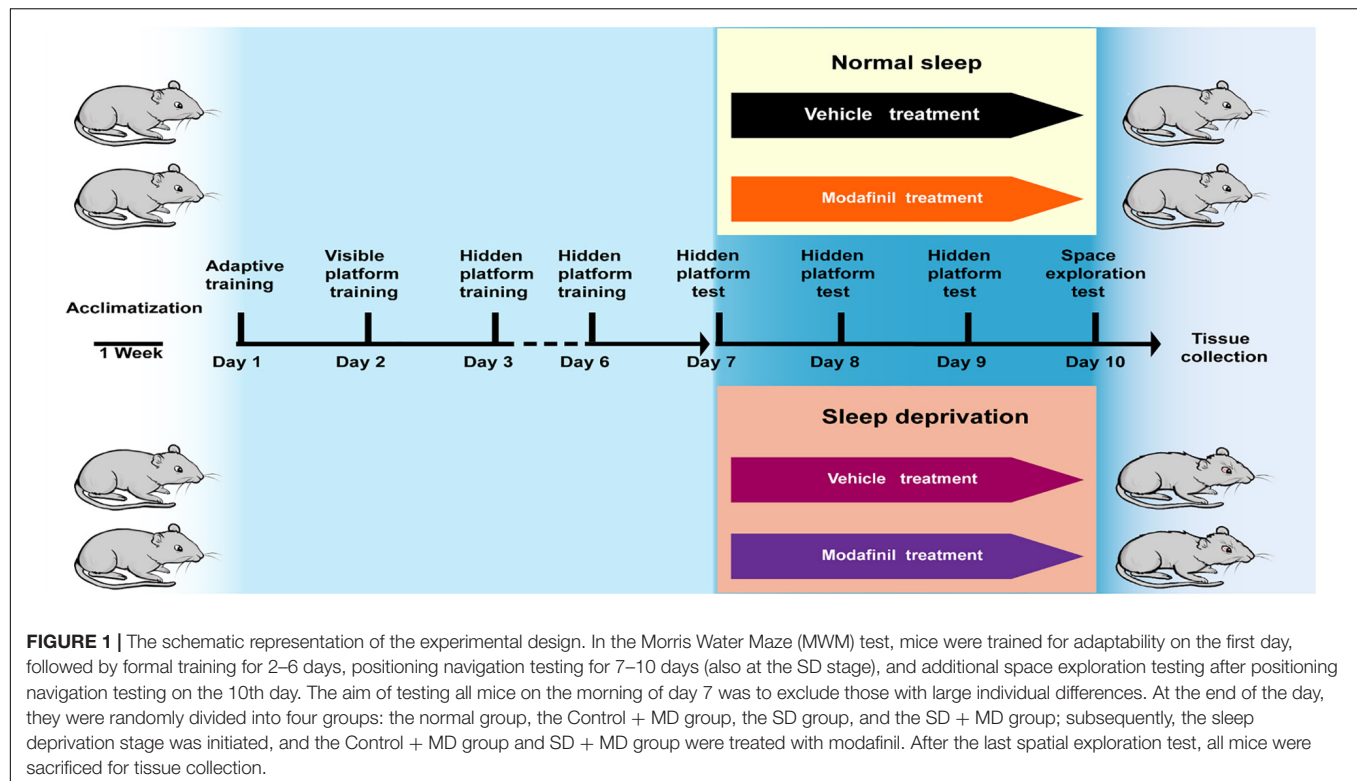 Normal sleep
Vehicle treatment
Modafinil treatment
Acclimatization
1 Week
Adaptive
training
Visible
platform
training
Hidden
platform
training
Hidden
platform
training
Hidden
platform
test
Hidden
platform
test
Hidden
platform
test
Space
exploration
test
Day 1
Day 2
Day 3
Day 6
Day 7
Day 8
Day 9
Day 10
Tissue
collection
Sleep deprivation
Vehicle treatment
Modafinil treatment
FIGURE 1 | The schematic representation of the experimental design. In the Morris Water Maze (MWM) test, mice were trained for adaptability on the first day,
followed by formal training for 2–6 days, positioning navigation testing for 7–10 days (also at the SD stage), and additional space exploration testing after positioning
navigation testing on the 10th day. The aim of testing all mice on the morning of day 7 was to exclude those with large individual differences. At the end of the day,
they were randomly divided into four groups: the normal group, the Control + MD group, the SD group, and the SD + MD group; subsequently, the sleep
deprivation stage was initiated, and the Control + MD group and SD + MD group were treated with modafinil. After the last spatial exploration test, all mice were
sacrificed for tissue collection.